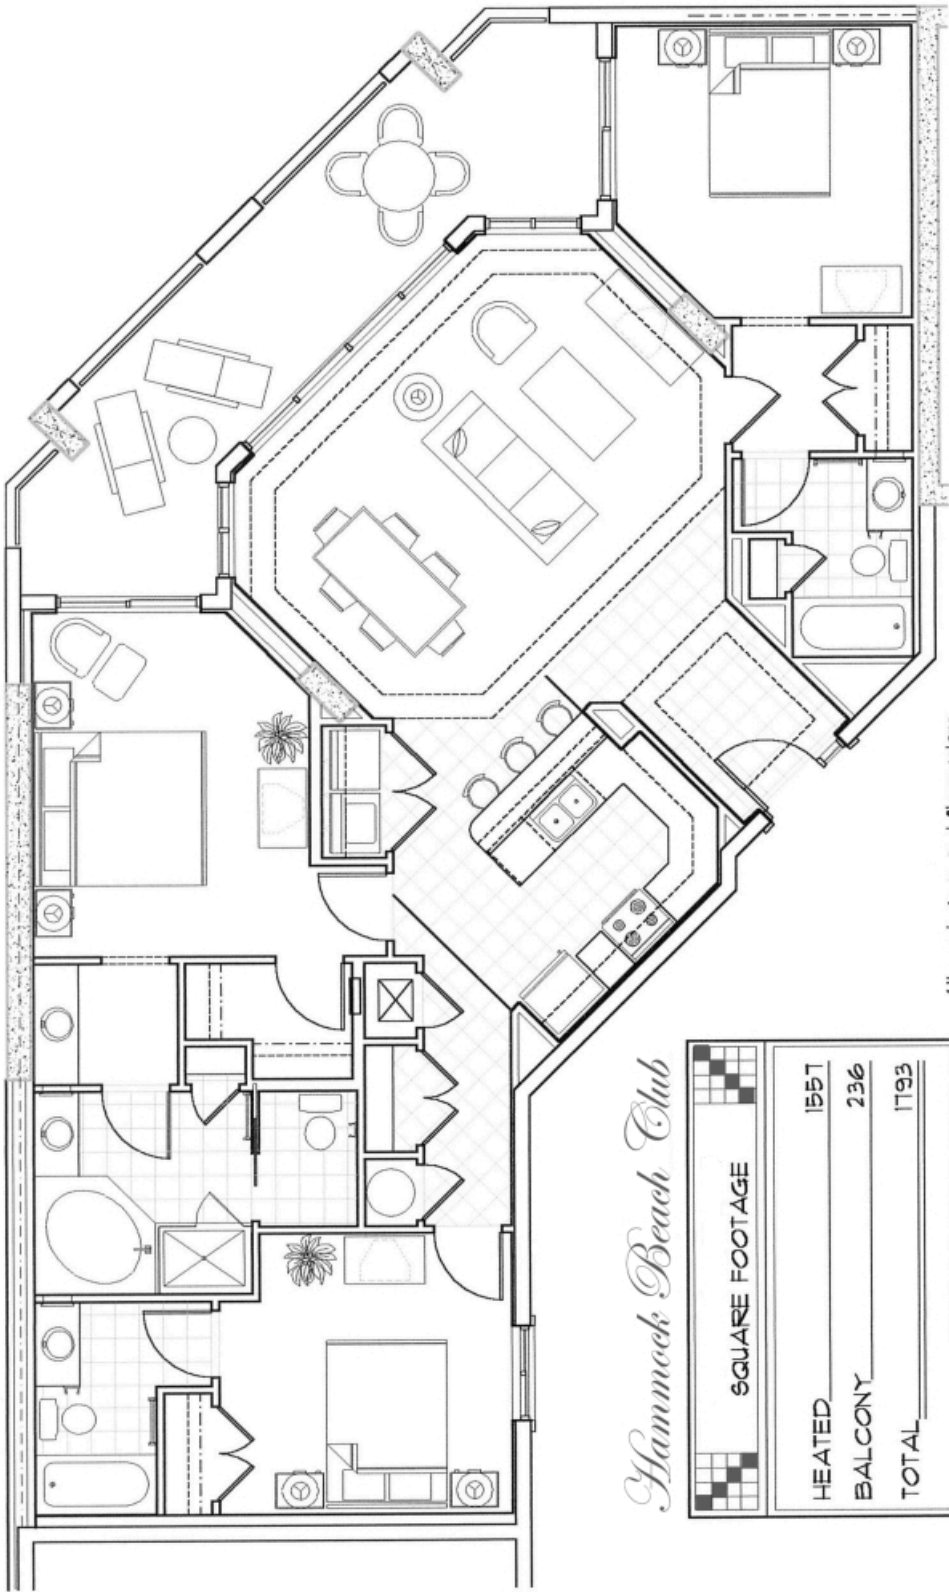 Hammock Beach Club
SQUARE FOOTAGE
HEATED 1557
BALCONY 236
TOTAL 1793